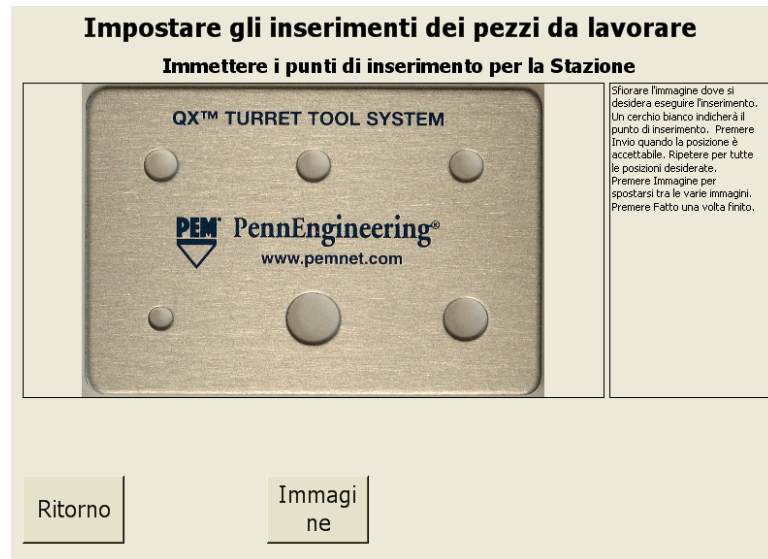 Impostare gli inserimenti dei pezzi da lavorare
Immettere i punti di inserimento per la Stazione
QX™ TURRET TOOL SYSTEM
PEM® PennEngineering®
www.pemnet.com
Sfiorare l'immagine dove si
desidera eseguire l'inserimento.
Un cerchio bianco indicherà il
punto di inserimento. Premere
Invio quando la posizione è
accettabile. Ripetere per tutte
le posizioni desiderate.
Premere Immagine per
spostarsi tra le varie immagini.
Premere Fatto una volta finito.
Ritorno
Immagi
ne